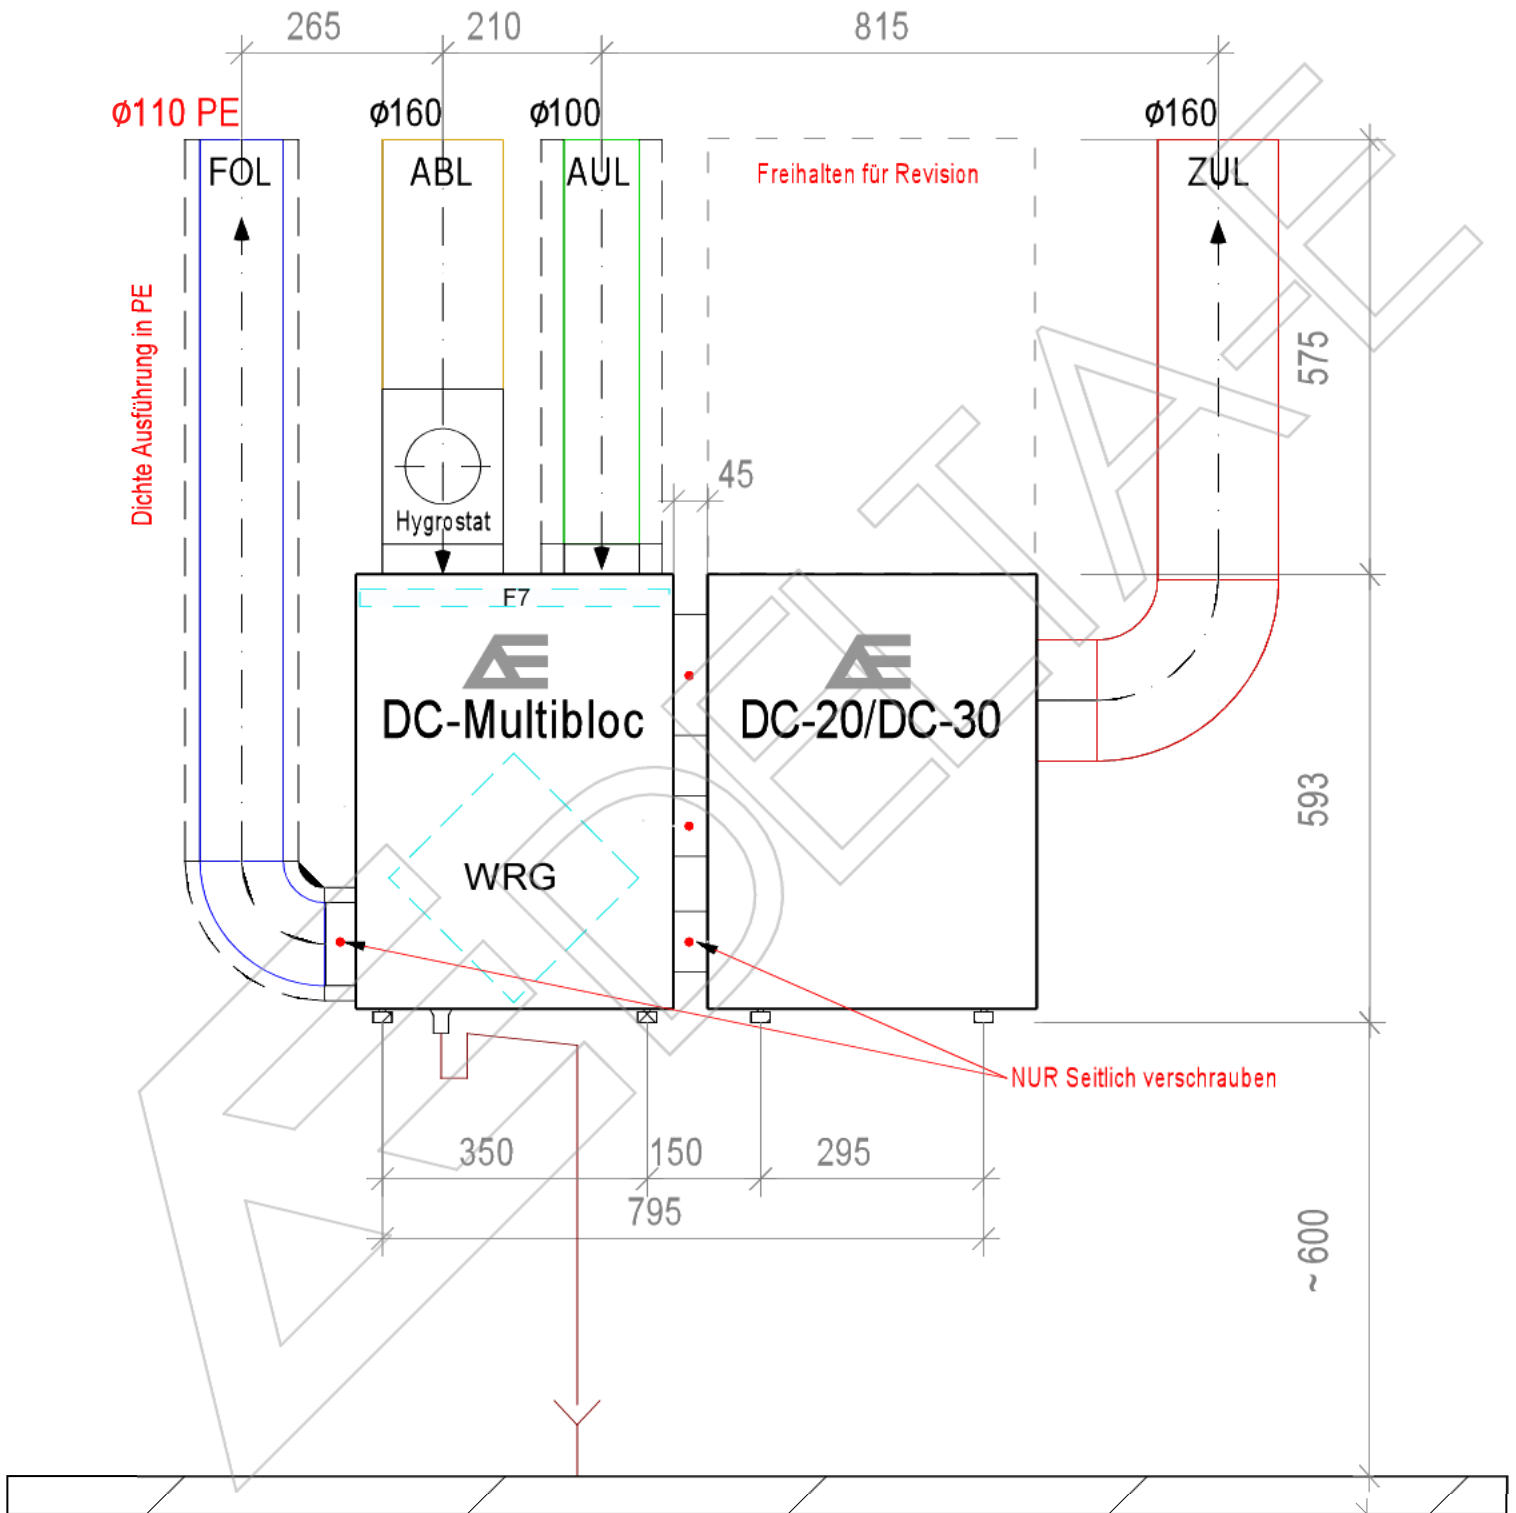 265
210
815
ø110 PE
ø160
ø100
ø160
FOL
ABL
AUL
Freihalten für Revision
ZUL
Dichte Ausführung in PE
575
45
Hygrostat
F7
DC-Multibloc
DC-20/DC-30
593
WRG
NUR Seitlich verschrauben
350
150
295
795
~ 600
AE DELTA-E